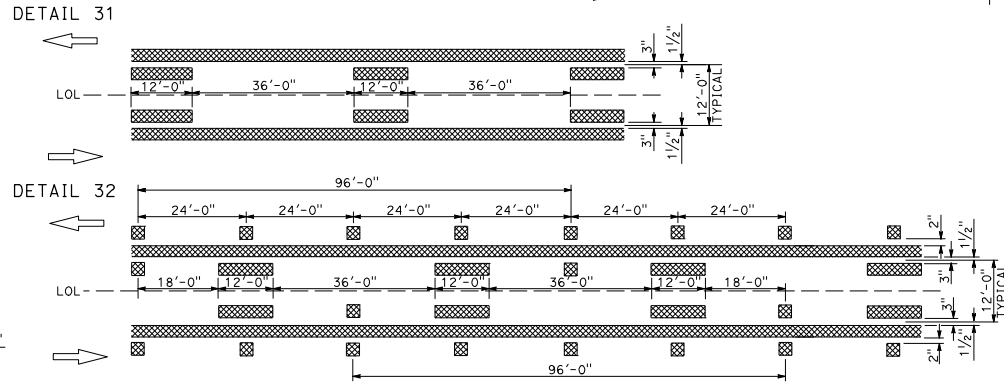 DETAIL 31
3" 1½"
12'-0" 36'-0" 12'-0" 36'-0"
LOL
12'-0" TYPICAL
3" 1½"
DETAIL 32
96'-0"
24'-0" 24'-0" 24'-0" 24'-0" 24'-0" 24'-0"
2" 1½"
3"
18'-0" 12'-0" 36'-0" 12'-0" 36'-0" 12'-0" 18'-0"
LOL
12'-0" TYPICAL
3"
2" 1½"
96'-0"